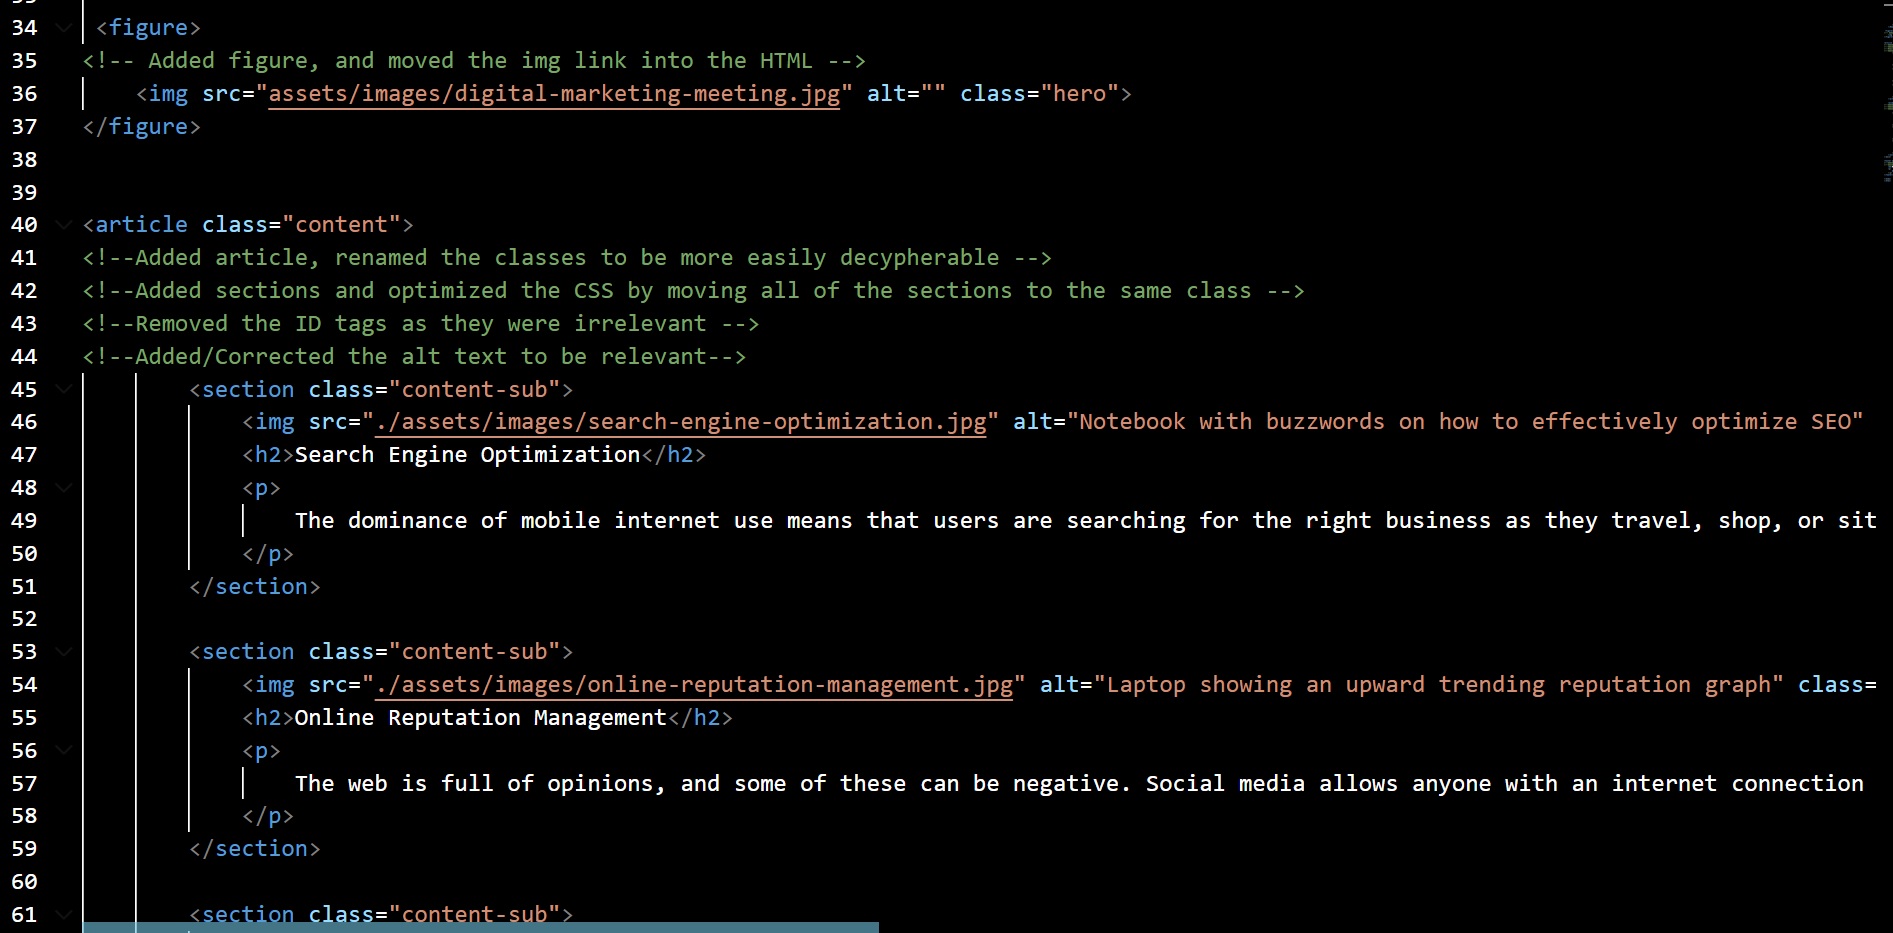 34 <figure>
35 <!-- Added figure, and moved the img link into the HTML -->
36 <img src="assets/images/digital-marketing-meeting.jpg" alt="" class="hero">
37 </figure>
38
39
40 <article class="content">
41 <!--Added article, renamed the classes to be more easily decypherable -->
42 <!--Added sections and optimized the CSS by moving all of the sections to the same class -->
43 <!--Removed the ID tags as they were irrelevant -->
44 <!--Added/Corrected the alt text to be relevant-->
45 <section class="content-sub">
46 <img src="./assets/images/search-engine-optimization.jpg" alt="Notebook with buzzwords on how to effectively optimize SEO"
47 <h2>Search Engine Optimization</h2>
48 <p>
49 The dominance of mobile internet use means that users are searching for the right business as they travel, shop, or sit
50 </p>
51 </section>
52
53 <section class="content-sub">
54 <img src="./assets/images/online-reputation-management.jpg" alt="Laptop showing an upward trending reputation graph" class=
55 <h2>Online Reputation Management</h2>
56 <p>
57 The web is full of opinions, and some of these can be negative. Social media allows anyone with an internet connection
58 </p>
59 </section>
60
61 <section class="content-sub">